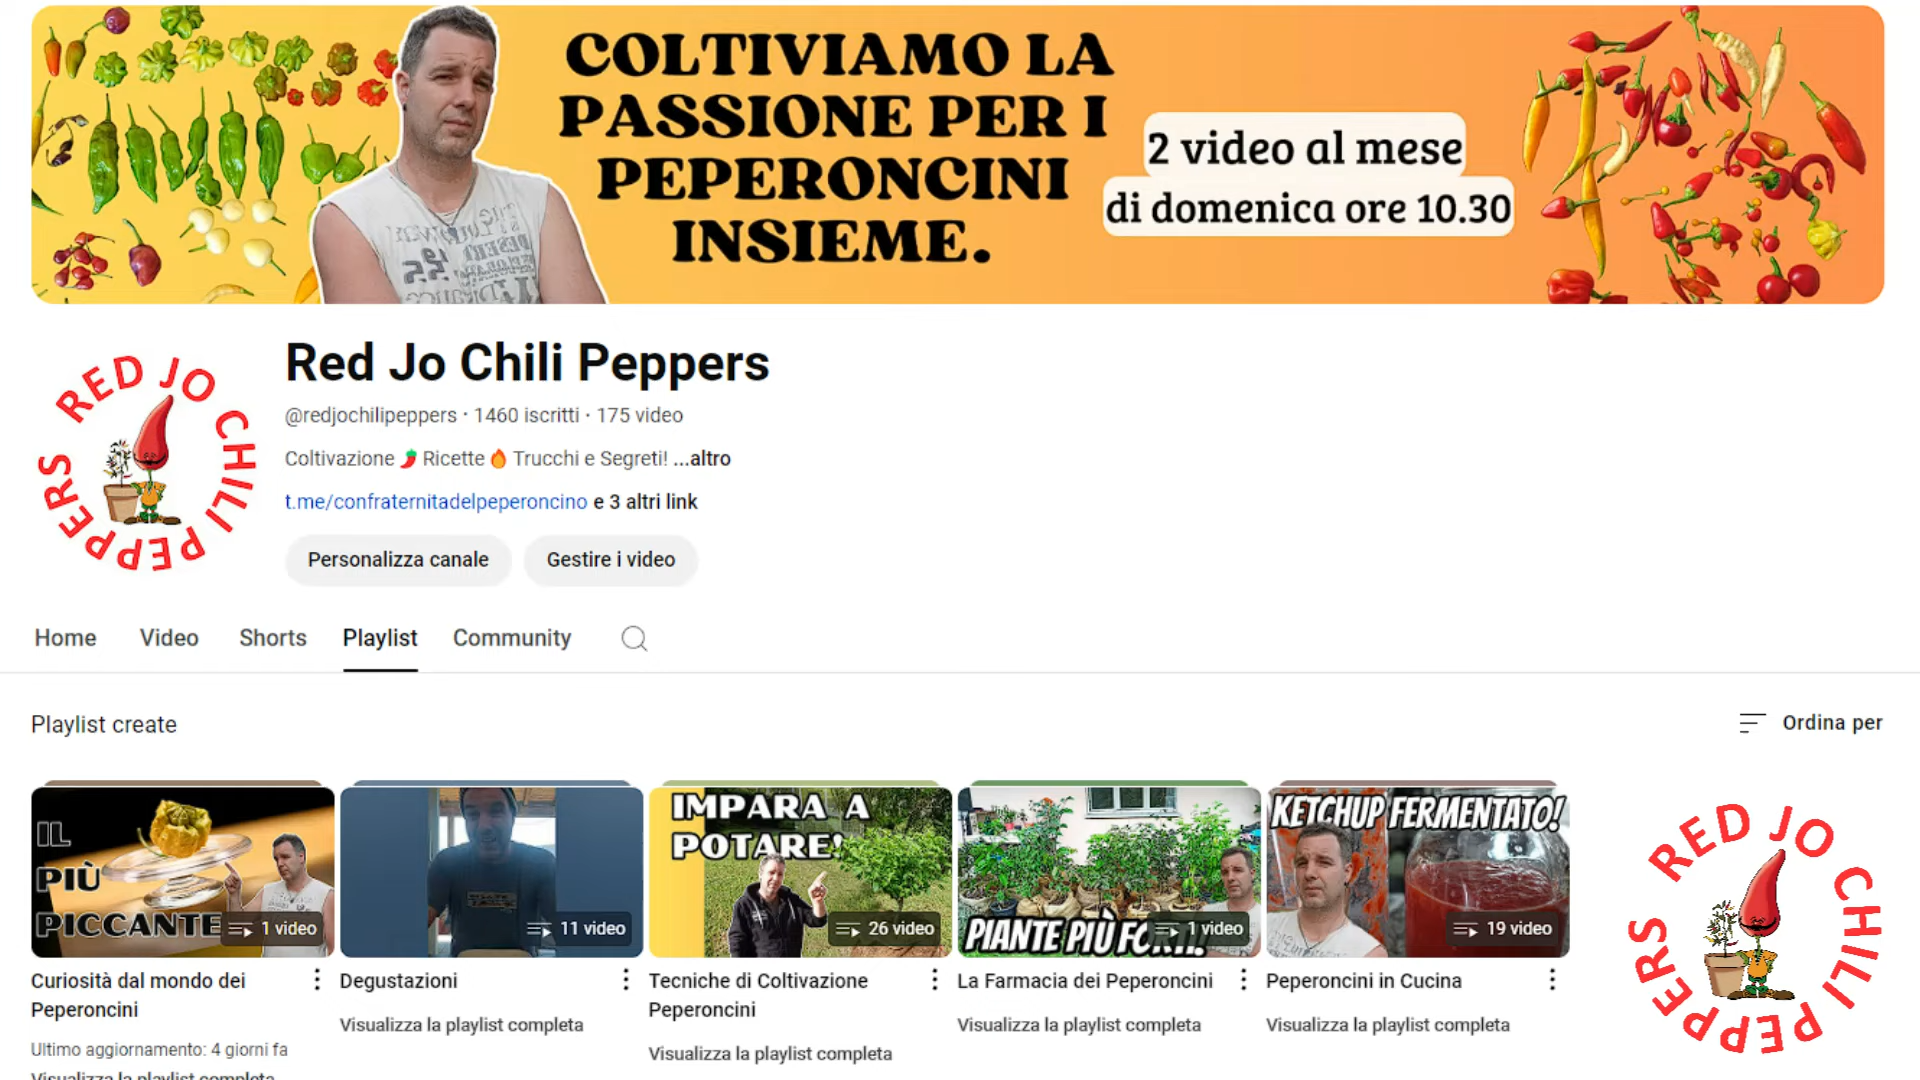 COLTIVIAMO LA
PASSIONE PER I
PEPERONCINI
INSIEME.
2 video al mese
di domenica ore 10.30
RED JO CHILI PEPPERS
Red Jo Chili Peppers
@redjochilipeppers · 1460 iscritti · 175 video
Coltivazione 🌶 Ricette 🔥 Trucchi e Segreti! ...altro
t.me/confraternitadelpeperoncino e 3 altri link
Personalizza canale
Gestire i video
Home Video Shorts Playlist Community
Playlist create
Ordina per
IL
PIÙ
PICCANTE
1 video
11 video
IMPARA A
POTARE!
26 video
PIANTE PIÙ
1 video
KETCHUP FERMENTATO!
19 video
Curiosità dal mondo dei
Peperoncini
Ultimo aggiornamento: 4 giorni fa
Visualizza la playlist completa
Degustazioni
Visualizza la playlist completa
Tecniche di Coltivazione
Peperoncini
Visualizza la playlist completa
La Farmacia dei Peperoncini
Visualizza la playlist completa
Peperoncini in Cucina
Visualizza la playlist completa
RED JO CHILI PEPPERS